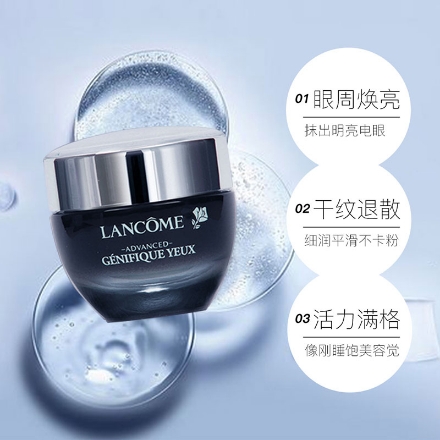 LANCÔME
-ADVANCED-
GÉNIFIQUE YEUX
01 眼周焕亮
抹出明亮电眼
02 干纹退散
细润平滑不卡粉
03 活力满格
像刚睡饱美容觉